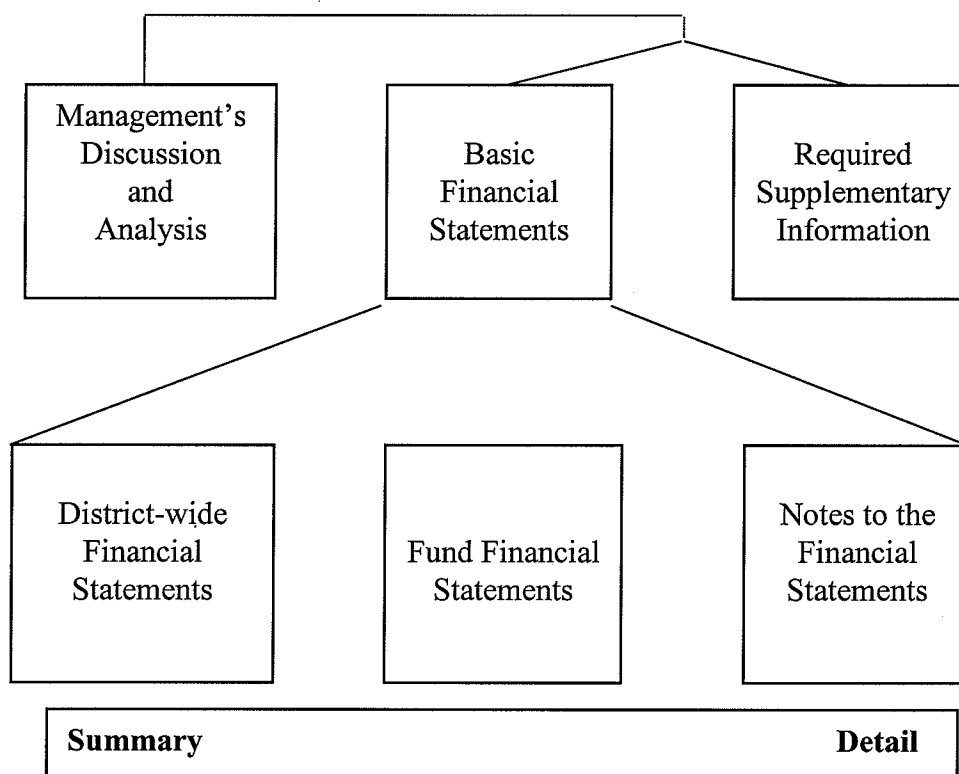 Management’s
Discussion
and
Analysis
Basic
Financial
Statements
Required
Supplementary
Information
District-wide
Financial
Statements
Fund Financial
Statements
Notes to the
Financial
Statements
Summary Detail